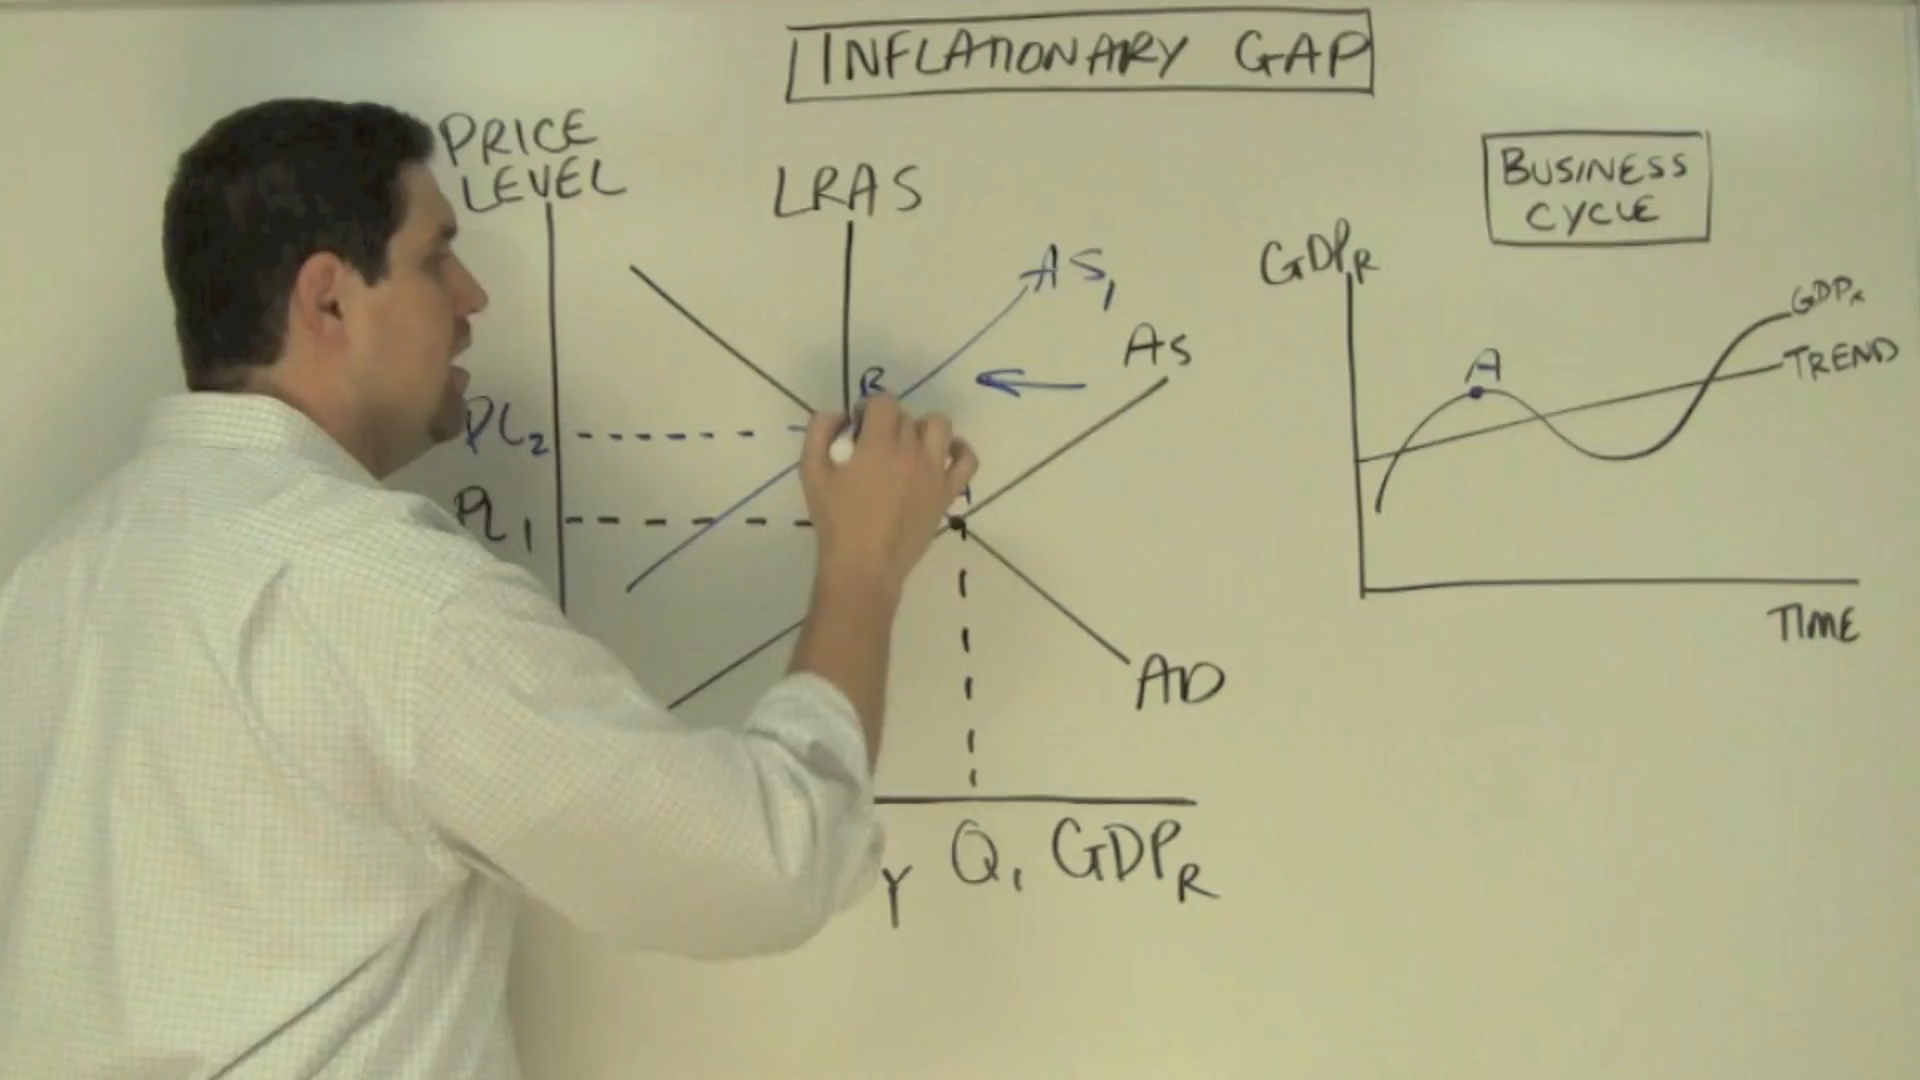 INFLATIONARY GAP
PRICE
LEVEL
LRAS
AS1
AS
B
PL2
PL1
A
AD
Y Q1 GDPR
BUSINESS
CYCLE
GDPR
GDPR
A
TREND
TIME